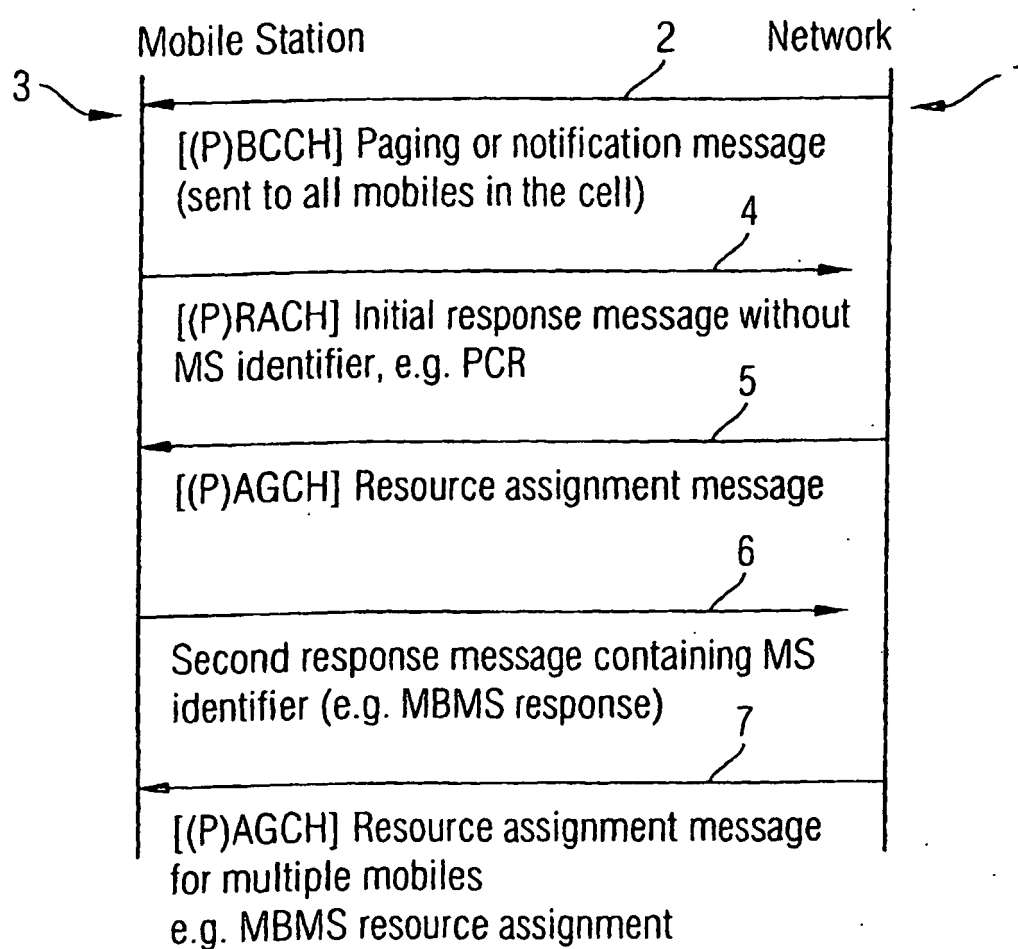 Mobile Station 2 Network
3
[(P)BCCH] Paging or notification message
(sent to all mobiles in the cell)
4
[(P)RACH] Initial response message without
MS identifier, e.g. PCR
5
[(P)AGCH] Resource assignment message
6
Second response message containing MS
identifier (e.g. MBMS response)
7
[(P)AGCH] Resource assignment message
for multiple mobiles
e.g. MBMS resource assignment